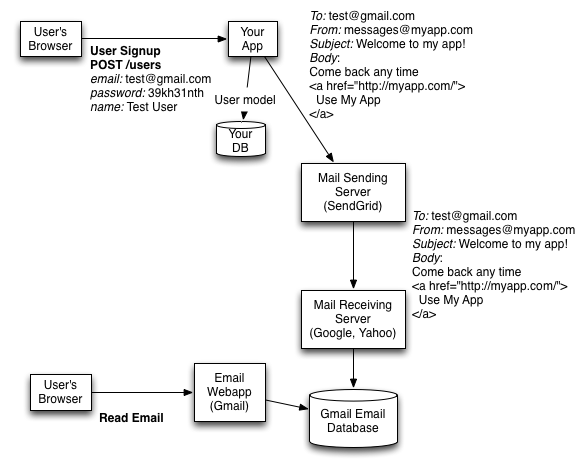 User's
Browser
User Signup
POST /users
email: test@gmail.com
password: 39kh31nth
name: Test User
Your
App
To: test@gmail.com
From: messages@myapp.com
Subject: Welcome to my app!
Body:
Come back any time
<a href="http://myapp.com/">
Use My App
</a>
User model
Your
DB
Mail Sending
Server
(SendGrid)
To: test@gmail.com
From: messages@myapp.com
Subject: Welcome to my app!
Body:
Come back any time
<a href="http://myapp.com/">
Use My App
</a>
Mail Receiving
Server
(Google, Yahoo)
User's
Browser
Read Email
Email
Webapp
(Gmail)
Gmail Email
Database